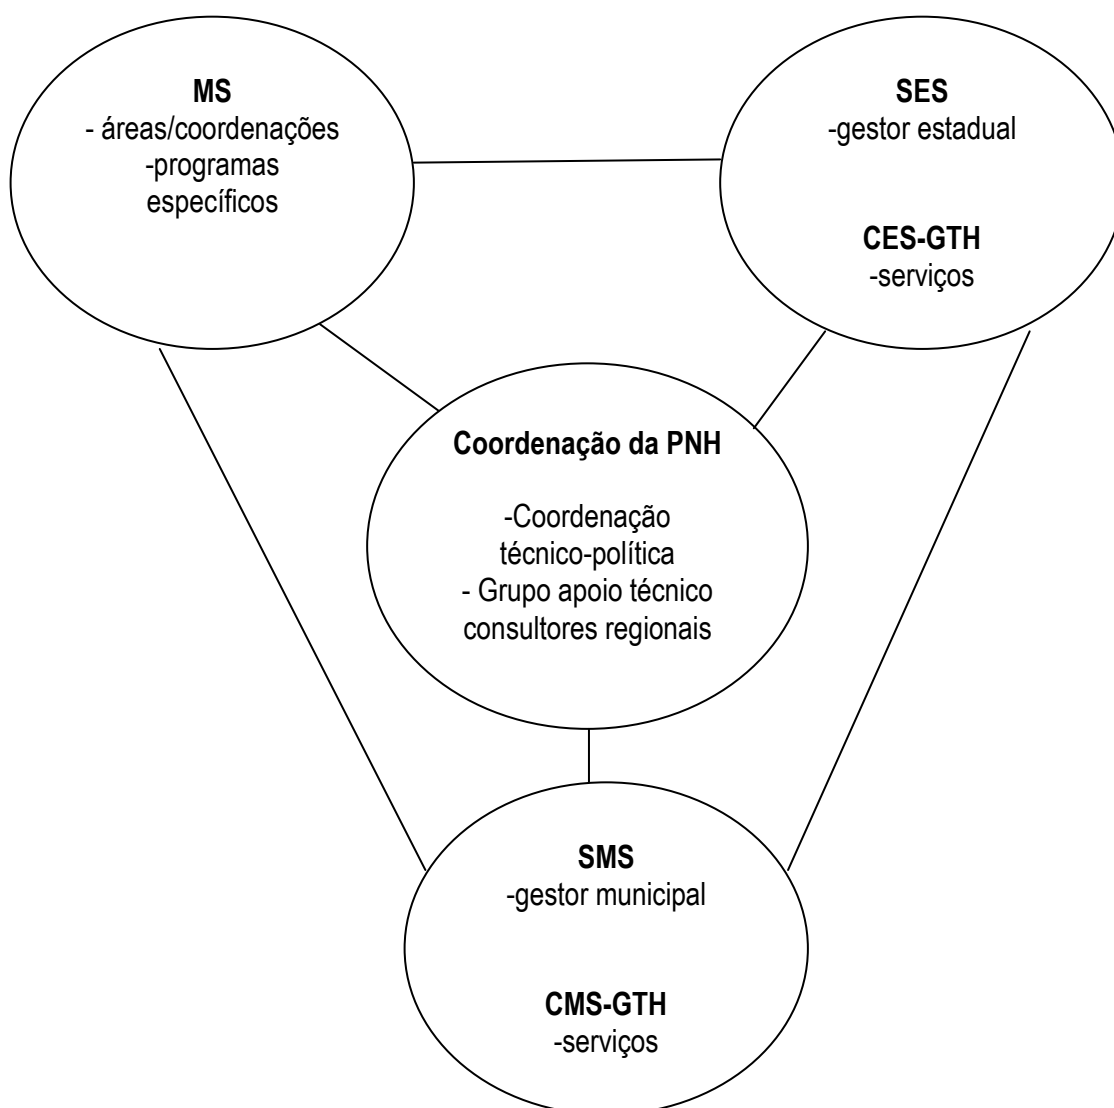 MS
- áreas/coordenações
-programas
específicos
SES
-gestor estadual
CES-GTH
-serviços
Coordenação da PNH
-Coordenação
técnico-política
- Grupo apoio técnico
consultores regionais
SMS
-gestor municipal
CMS-GTH
-serviços